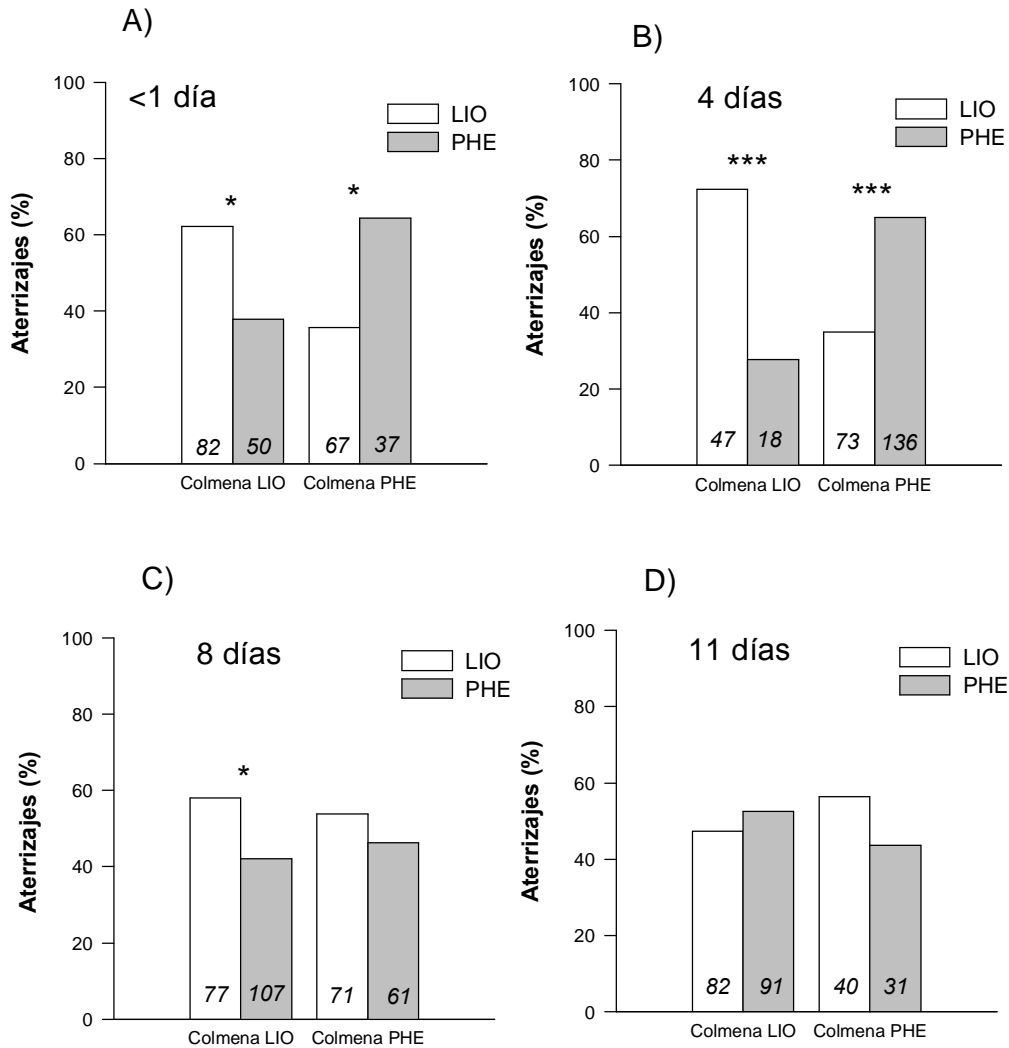 A)
<1 día
LIO
PHE
Aterrizajes (%)
100
80
60
40
20
0
*
*
82
50
67
37
Colmena LIO
Colmena PHE
B)
4 días
LIO
PHE
Aterrizajes (%)
100
80
60
40
20
0
***
***
47
18
73
136
Colmena LIO
Colmena PHE
C)
8 días
LIO
PHE
Aterrizajes (%)
100
80
60
40
20
0
*
77
107
71
61
Colmena LIO
Colmena PHE
D)
11 días
LIO
PHE
Aterrizajes (%)
100
80
60
40
20
0
82
91
40
31
Colmena LIO
Colmena PHE